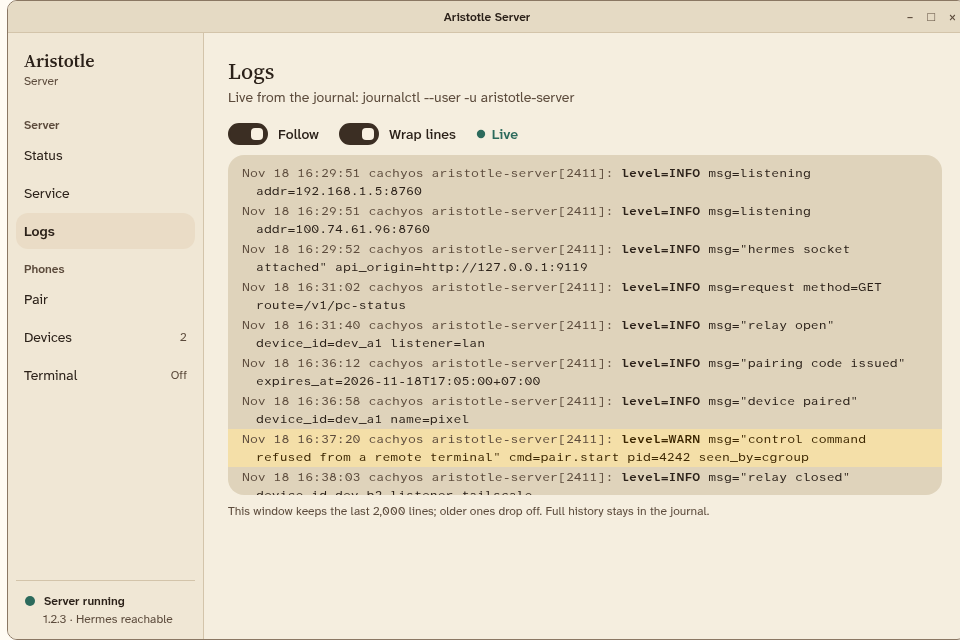 Aristotle Server
Aristotle
Server
Server
Status
Service
Logs
Phones
Pair
Devices 2
Terminal Off
Server running
1.2.3 · Hermes reachable
Logs
Live from the journal: journalctl --user -u aristotle-server
Follow Wrap lines Live
Nov 18 16:29:51 cachyos aristotle-server[2411]: level=INFO msg=listening
addr=192.168.1.5:8760
Nov 18 16:29:51 cachyos aristotle-server[2411]: level=INFO msg=listening
addr=100.74.61.96:8760
Nov 18 16:29:52 cachyos aristotle-server[2411]: level=INFO msg="hermes socket
attached" api_origin=http://127.0.0.1:9119
Nov 18 16:31:02 cachyos aristotle-server[2411]: level=INFO msg=request method=GET
route=/v1/pc-status
Nov 18 16:31:40 cachyos aristotle-server[2411]: level=INFO msg="relay open"
device_id=dev_a1 listener=lan
Nov 18 16:36:12 cachyos aristotle-server[2411]: level=INFO msg="pairing code issued"
expires_at=2026-11-18T17:05:00+07:00
Nov 18 16:36:58 cachyos aristotle-server[2411]: level=INFO msg="device paired"
device_id=dev_a1 name=pixel
Nov 18 16:37:20 cachyos aristotle-server[2411]: level=WARN msg="control command
refused from a remote terminal" cmd=pair.start pid=4242 seen_by=cgroup
Nov 18 16:38:03 cachyos aristotle-server[2411]: level=INFO msg="relay closed"
device_id=dev_b2 listener=tailscale
This window keeps the last 2,000 lines; older ones drop off. Full history stays in the journal.